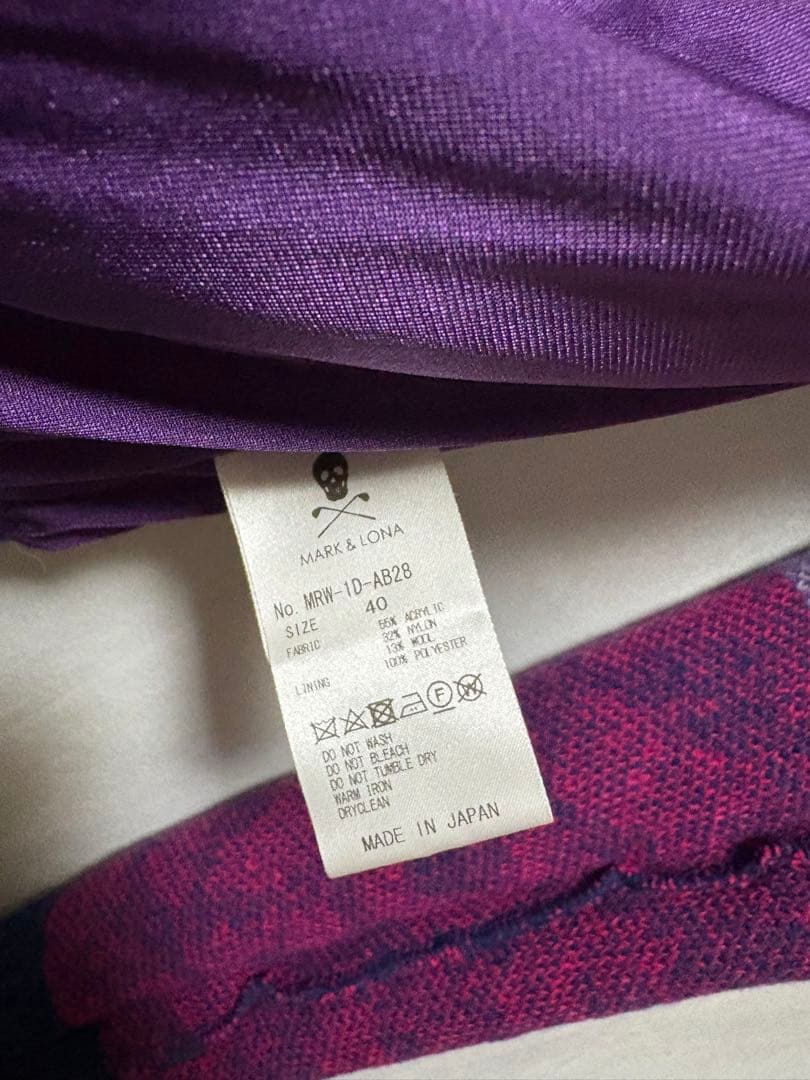 MARK & LONA
No. MRW-1D-AB28
SIZE 40
FABRIC 55% ACRYLIC
32% NYLON
13% WOOL
LINING 100% POLYESTER
F W
DO NOT WASH
DO NOT BLEACH
DO NOT TUMBLE DRY
WARM IRON
DRYCLEAN
MADE IN JAPAN